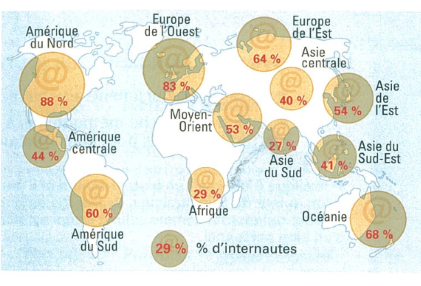 Amérique
du Nord
88 %
Europe
de l'Ouest
83 %
Europe
de l'Est
64 %
Asie
centrale
40 %
Asie
de
l'Est
54 %
Moyen-
Orient
53 %
Amérique
centrale
44 %
27 %
Asie
du Sud
Asie du
Sud-Est
41 %
29 %
Afrique
60 %
Amérique
du Sud
Océanie
68 %
29 % % d'internautes